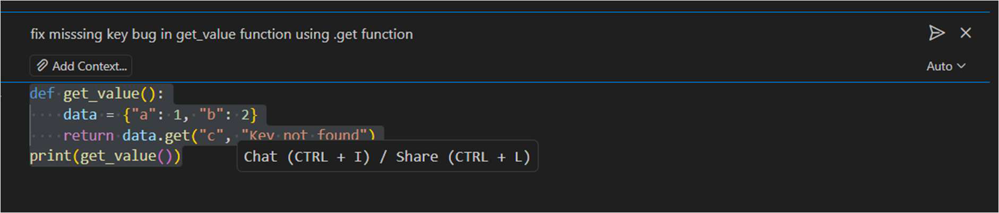 fix misssing key bug in get_value function using .get function
Add Context...
Auto
def get_value():
    data = {"a": 1, "b": 2}
    return data.get("c", "Key not found")
print(get_value())
Chat (CTRL + I) / Share (CTRL + L)